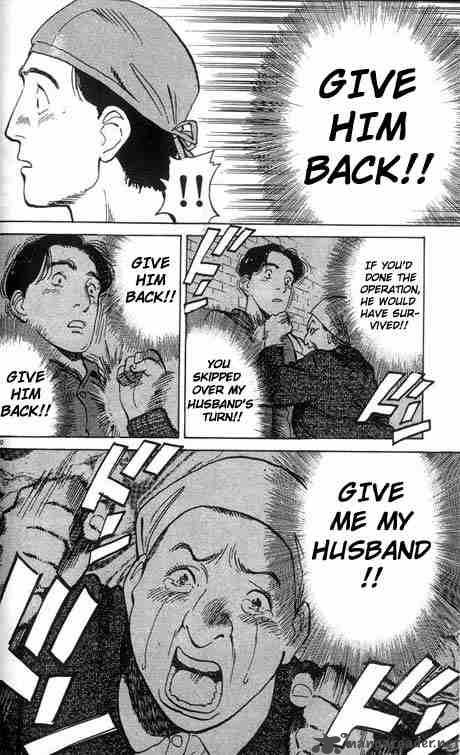 GIVE
HIM
BACK!!
!!
IF YOU'D
DONE THE
OPERATION,
HE WOULD
HAVE SUR-
VIVED!!
YOU
SKIPPED
OVER MY
HUSBAND'S
TURN!!
GIVE
HIM
BACK!!
GIVE
HIM
BACK!!
GIVE
ME MY
HUSBAND
!!